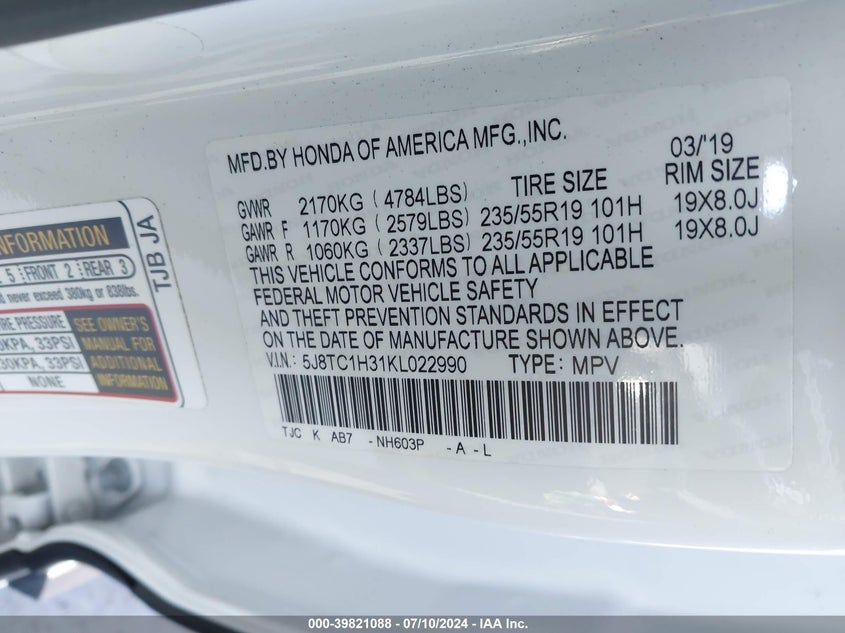 MFD.BY HONDA OF AMERICA MFG.,INC. 03/'19
GVWR 2170KG ( 4784LBS) TIRE SIZE RIM SIZE
GAWR F 1170KG ( 2579LBS) 235/55R19 101H 19X8.0J
GAWR R 1060KG ( 2337LBS) 235/55R19 101H 19X8.0J
THIS VEHICLE CONFORMS TO ALL APPLICABLE
FEDERAL MOTOR VEHICLE SAFETY
AND THEFT PREVENTION STANDARDS IN EFFECT
ON THE DATE OF MANUFACTURE SHOWN ABOVE.
V.I.N: 5J8TC1H31KL022990 TYPE: MPV
TJC K AB7 -NH603P -A-L
INFORMATION
5 FRONT 2 REAR 3
never exceed 380kg or 838lbs.
PRESSURE
KPA, 33PSI
30KPA, 33PSI
NONE
SEE OWNER'S
MANUAL FOR
ADDITIONAL
INFORMATION
TJB JA
000-39821088 - 07/10/2024 - IAA Inc.